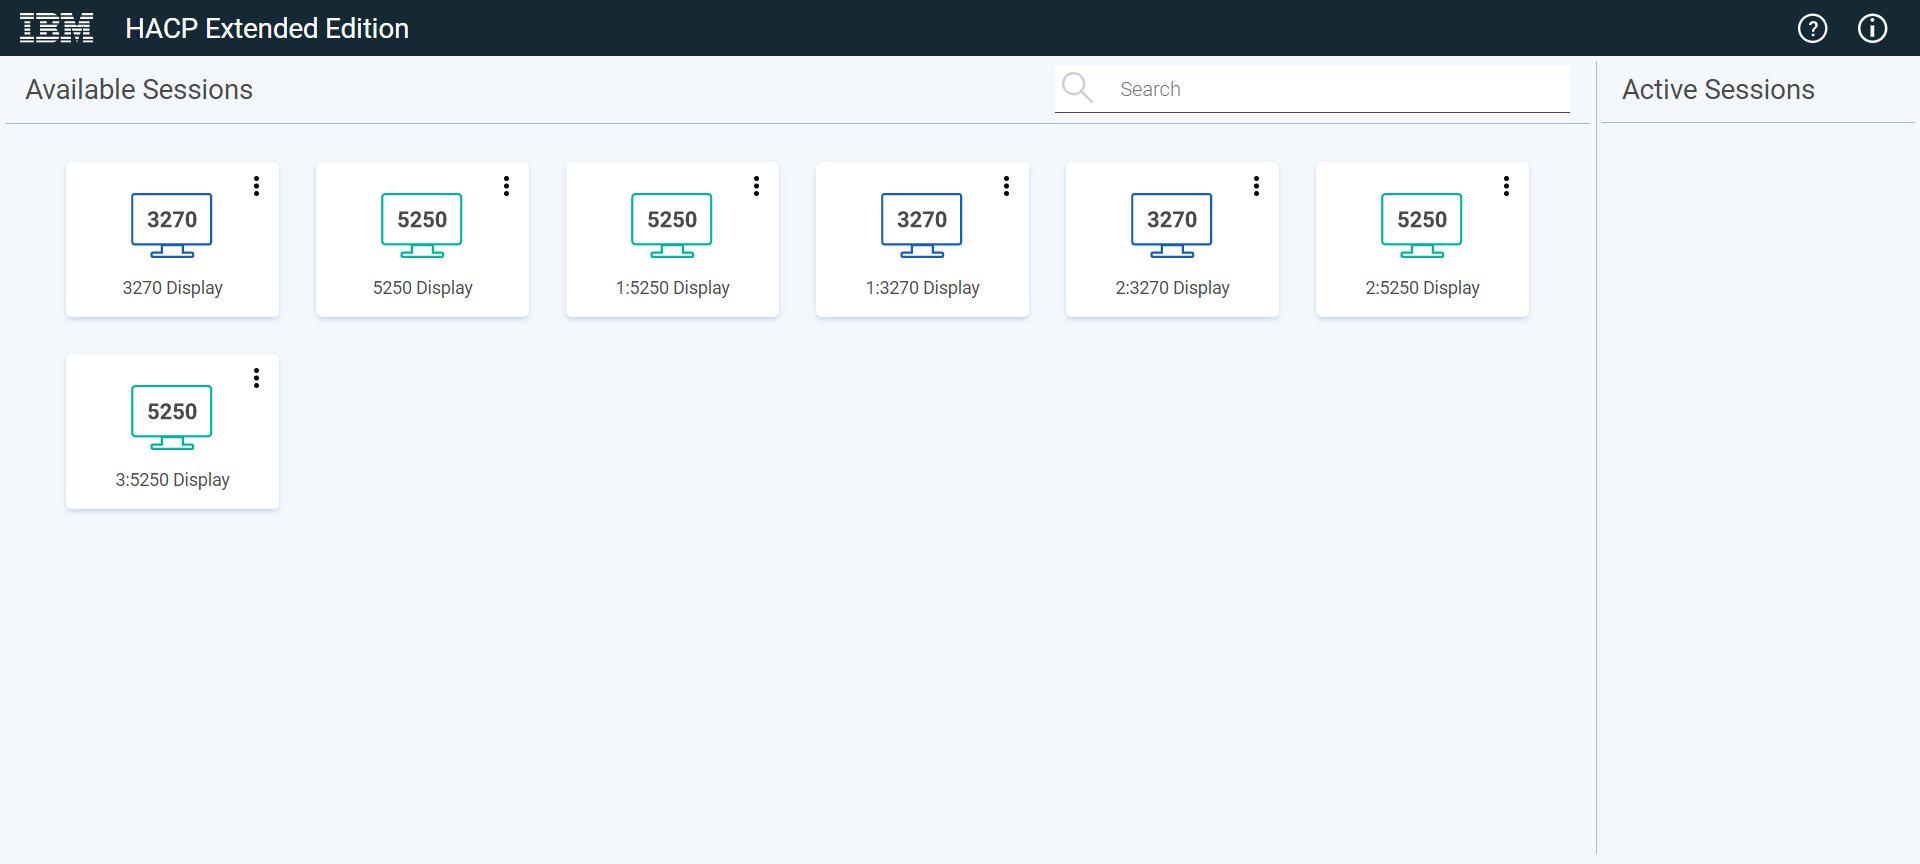 IBM HACP Extended Edition
Available Sessions
Search
Active Sessions
3270
3270 Display
5250
5250 Display
5250
1:5250 Display
3270
1:3270 Display
3270
2:3270 Display
5250
2:5250 Display
5250
3:5250 Display